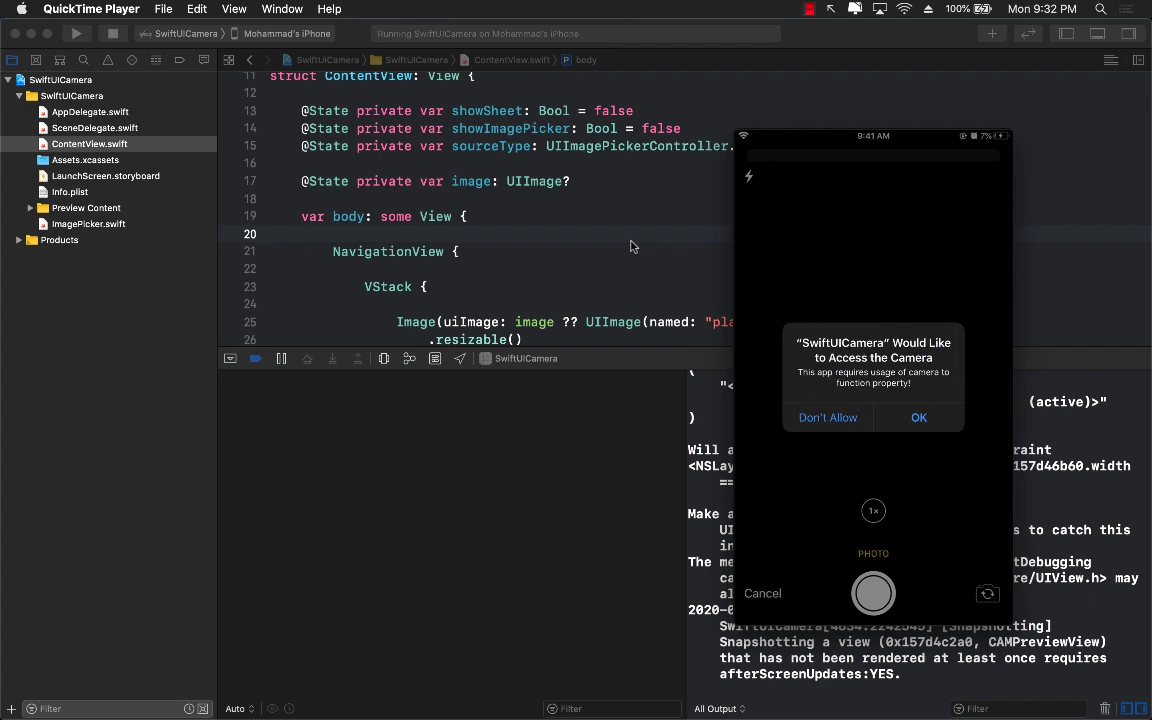 QuickTime Player File Edit View Window Help 100% Mon 9:32 PM
SwiftUICamera Mohammad's iPhone Running SwiftUICamera on Mohammad's iPhone
SwiftUICamera SwiftUICamera ContentView.swift P body
SwiftUICamera
SwiftUICamera
AppDelegate.swift
SceneDelegate.swift
ContentView.swift
Assets.xcassets
LaunchScreen.storyboard
Info.plist
Preview Content
ImagePicker.swift
Products
11 struct ContentView: View {
12
13 @State private var showSheet: Bool = false
14 @State private var showImagePicker: Bool = false
15 @State private var sourceType: UIImagePickerController.
16
17 @State private var image: UIImage?
18
19 var body: some View {
20
21 NavigationView {
22
23 VStack {
24
25 Image(uiImage: image ?? UIImage(named: "pla
26 .resizable()
SwiftUICamera
9:41 AM 7%
"SwiftUICamera" Would Like
to Access the Camera
This app requires usage of camera to
function property!
Don't Allow OK
1×
PHOTO
Cancel
(
"<
(active)>"
)
Will a raint
<NSLay 157d46b60.width
==
Make a
UI s to catch this
in
The me tDebugging
ca re/UIView.h> may
al
2020-0
[Snapshotting]
Snapshotting a view (0x157d4c2a0, CAMPreviewView)
that has not been rendered at least once requires
afterScreenUpdates:YES.
Filter Auto Filter All Output Filter